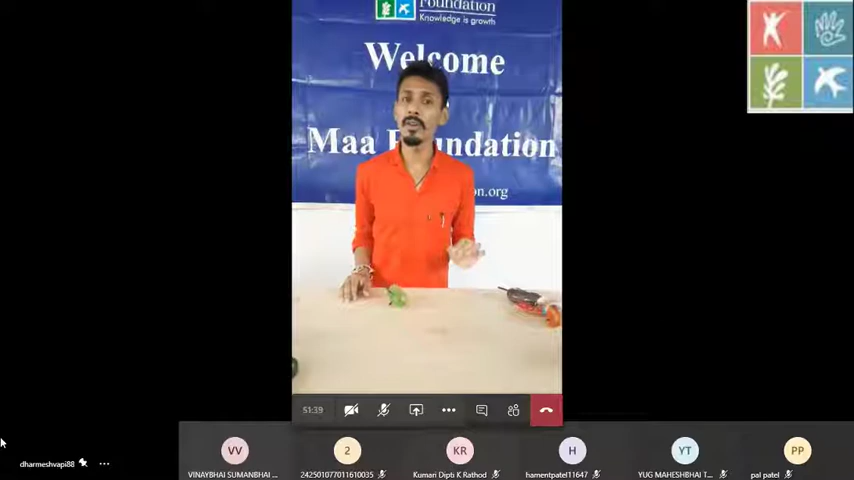 Foundation
Knowledge is growth
Welcome
Maa Foundation
on.org
51:39
VV
2
KR
H
YT
PP
dharmeshvapi88
VINAYBHAI SUMANBHAI ...
242501077011610035
Kumari Dipti K Rathod
hamentpatel11647
YUG MAHESHBHAI T...
pal patel